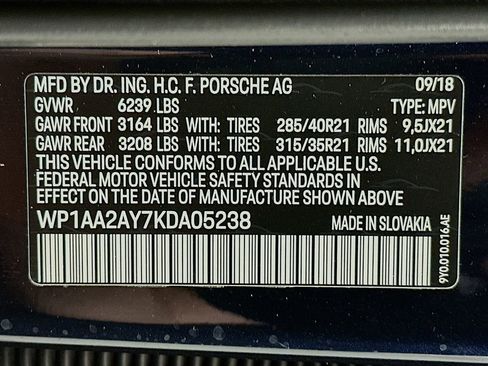 MFD BY DR. ING. H.C. F. PORSCHE AG 09/18
GVWR 6239 LBS TYPE: MPV
GAWR FRONT 3164 LBS WITH: TIRES 285/40R21 RIMS 9,5JX21
GAWR REAR 3208 LBS WITH: TIRES 315/35R21 RIMS 11,0JX21
THIS VEHICLE CONFORMS TO ALL APPLICABLE U.S.
FEDERAL MOTOR VEHICLE SAFETY STANDARDS IN
EFFECT ON THE DATE OF MANUFACTURE SHOWN ABOVE
WP1AA2AY7KDA05238 MADE IN SLOVAKIA
9Y0.010.016.AE